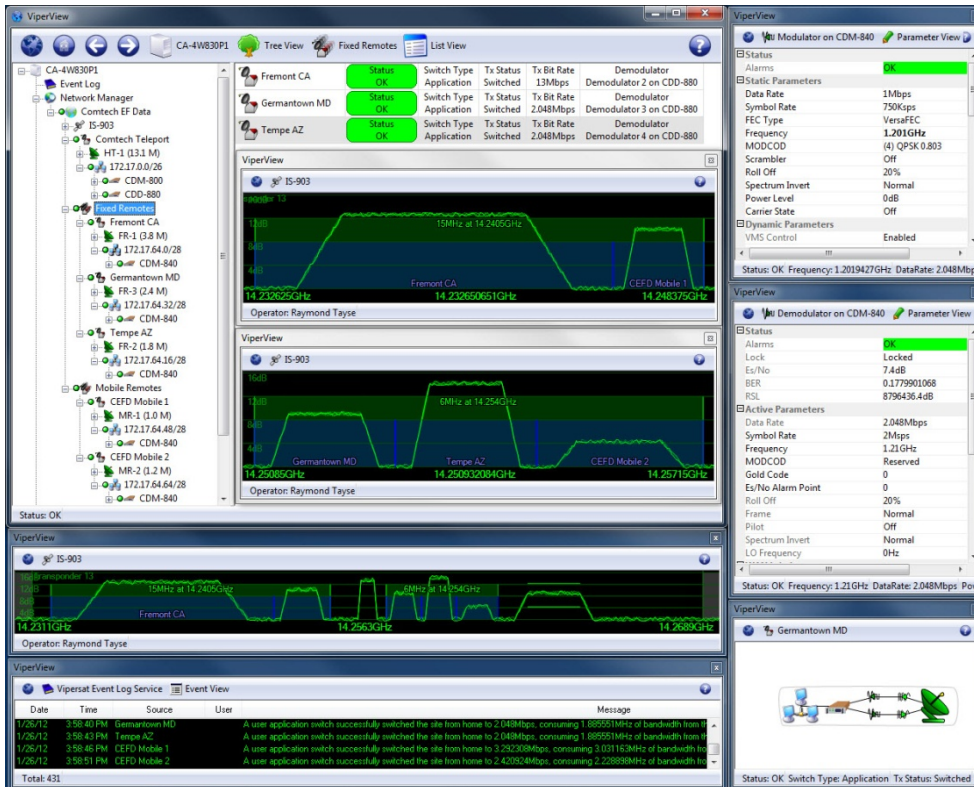 ViperView
CA-4W830P1 Tree View Fixed Remotes List View
CA-4W830P1
Event Log
Network Manager
Comtech EF Data
IS-903
Comtech Teleport
HT-1 (13.1 M)
172.17.0.0/26
CDM-800
CDD-880
Fixed Remotes
Fremont CA
FR-1 (3.8 M)
172.17.64.0/28
CDM-840
Germantown MD
FR-3 (2.4 M)
172.17.64.32/28
CDM-840
Tempe AZ
FR-2 (1.8 M)
172.17.64.16/28
CDM-840
Mobile Remotes
CEFD Mobile 1
MR-1 (1.0 M)
172.17.64.48/28
CDM-840
CEFD Mobile 2
MR-2 (1.2 M)
172.17.64.64/28
CDM-840
Status: OK
Fremont CA Status Switch Type Tx Status Tx Bit Rate Demodulator
OK Application Switched 13Mbps Demodulator 2 on CDD-880
Germantown MD Status Switch Type Tx Status Tx Bit Rate Demodulator
OK Application Switched 2.048Mbps Demodulator 3 on CDD-880
Tempe AZ Status Switch Type Tx Status Tx Bit Rate Demodulator
OK Application Switched 2.048Mbps Demodulator 4 on CDD-880
ViperView
IS-903
12dB
15MHz at 14.2405GHz
8dB
4dB
Fremont CA CEFD Mobile 1
14.232625GHz 14.232650651GHz 14.248375GHz
Operator: Raymond Tayse
ViperView
IS-903
16dB
12dB
6MHz at 14.254GHz
8dB
4dB
Germantown MD Tempe AZ CEFD Mobile 2
14.25085GHz 14.250932084GHz 14.25715GHz
Operator: Raymond Tayse
ViperView
IS-903
transponder 13
12dB
15MHz at 14.2405GHz 6MHz at 14.254GHz
8dB
4dB
Fremont CA
14.2311GHz 14.2563GHz 14.2689GHz
Operator: Raymond Tayse
ViperView
Vipersat Event Log Service Event View
Date Time Source User Message
1/26/12 3:58:40 PM Germantown MD A user application switch successfully switched the site from home to 2.048Mbps, consuming 1.885551MHz of bandwidth from th
1/26/12 3:58:43 PM Tempe AZ A user application switch successfully switched the site from home to 2.048Mbps, consuming 1.885551MHz of bandwidth from th
1/26/12 3:58:46 PM CEFD Mobile 1 A user application switch successfully switched the site from home to 3.292308Mbps, consuming 3.031163MHz of bandwidth fro
1/26/12 3:58:51 PM CEFD Mobile 2 A user application switch successfully switched the site from home to 2.420924Mbps, consuming 2.228898MHz of bandwidth fro
Total: 431
ViperView
Modulator on CDM-840 Parameter View
Status
Alarms OK
Static Parameters
Data Rate 1Mbps
Symbol Rate 750Ksps
FEC Type VersaFEC
Frequency 1.201GHz
MODCOD (4) QPSK 0.803
Scrambler Off
Roll Off 20%
Spectrum Invert Normal
Power Level 0dB
Carrier State Off
Dynamic Parameters
VMS Control Enabled
Status: OK Frequency: 1.2019427GHz DataRate: 2.048Mbp
ViperView
Demodulator on CDM-840 Parameter View
Status
Alarms OK
Lock Locked
Es/No 7.4dB
BER 0.1779901068
RSL 8796436.4dB
Active Parameters
Data Rate 2.048Mbps
Symbol Rate 2Msps
Frequency 1.21GHz
MODCOD Reserved
Gold Code 0
Es/No Alarm Point 0
Roll Off 20%
Frame Normal
Pilot Off
Spectrum Invert Normal
LO Frequency 0Hz
Status: OK Frequency: 1.21GHz DataRate: 2.048Mbps Po
ViperView
Germantown MD
Status: OK Switch Type: Application Tx Status: Switched